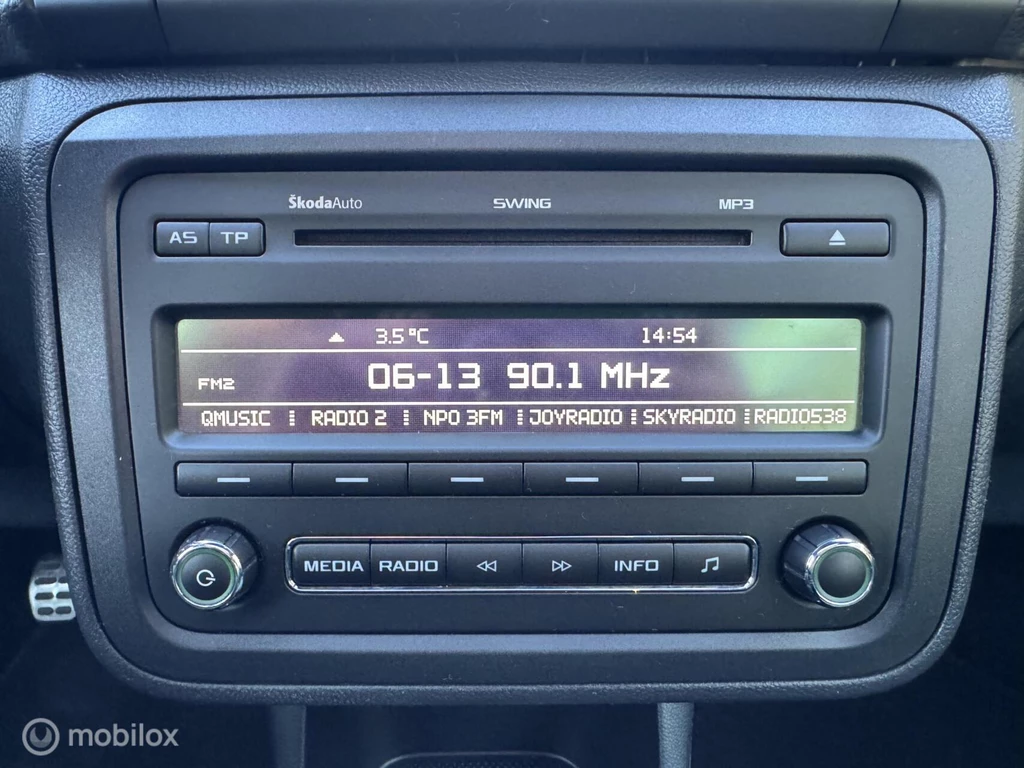 ŠkodaAuto SWING MP3
AS TP
3.5°C 14:54
FM2 06-13 90.1 MHz
QMUSIC RADIO 2 NPO 3FM JOYRADIO SKYRADIO RADIO538
MEDIA RADIO INFO
mobilox